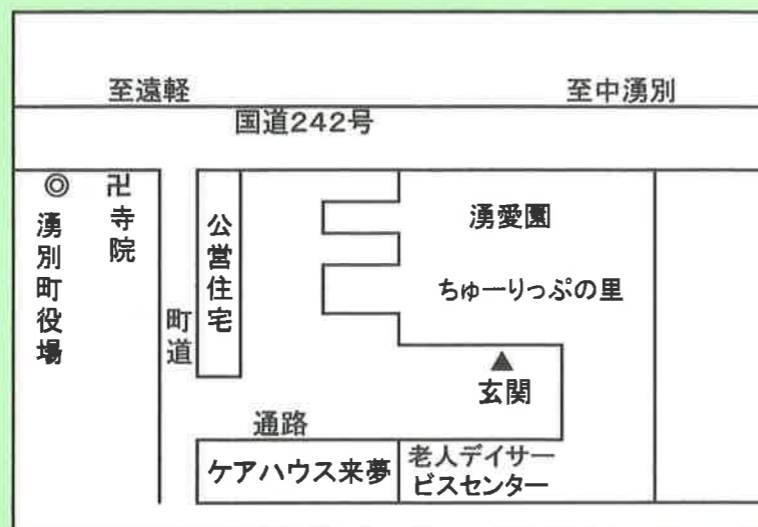 至遠軽
至中湧別
国道242号
◎湧別町役場
卍寺院
公営住宅
町道
湧愛園
ちゅーりっぷの里
▲
玄関
通路
ケアハウス来夢
老人デイサー
ビスセンター